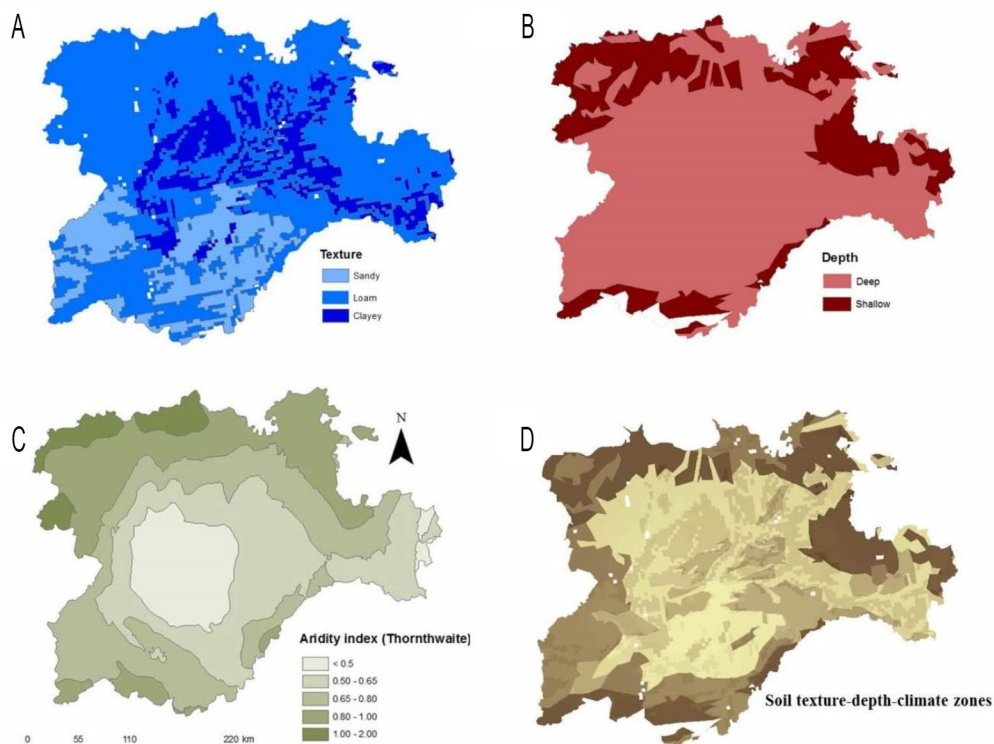 A
B
Texture
Sandy
Loam
Clayey
Depth
Deep
Shallow
C
N
D
Aridity index (Thornthwaite)
< 0.5
0.50 - 0.65
0.65 - 0.80
0.80 - 1.00
1.00 - 2.00
0 55 110 220 km
Soil texture-depth-climate zones